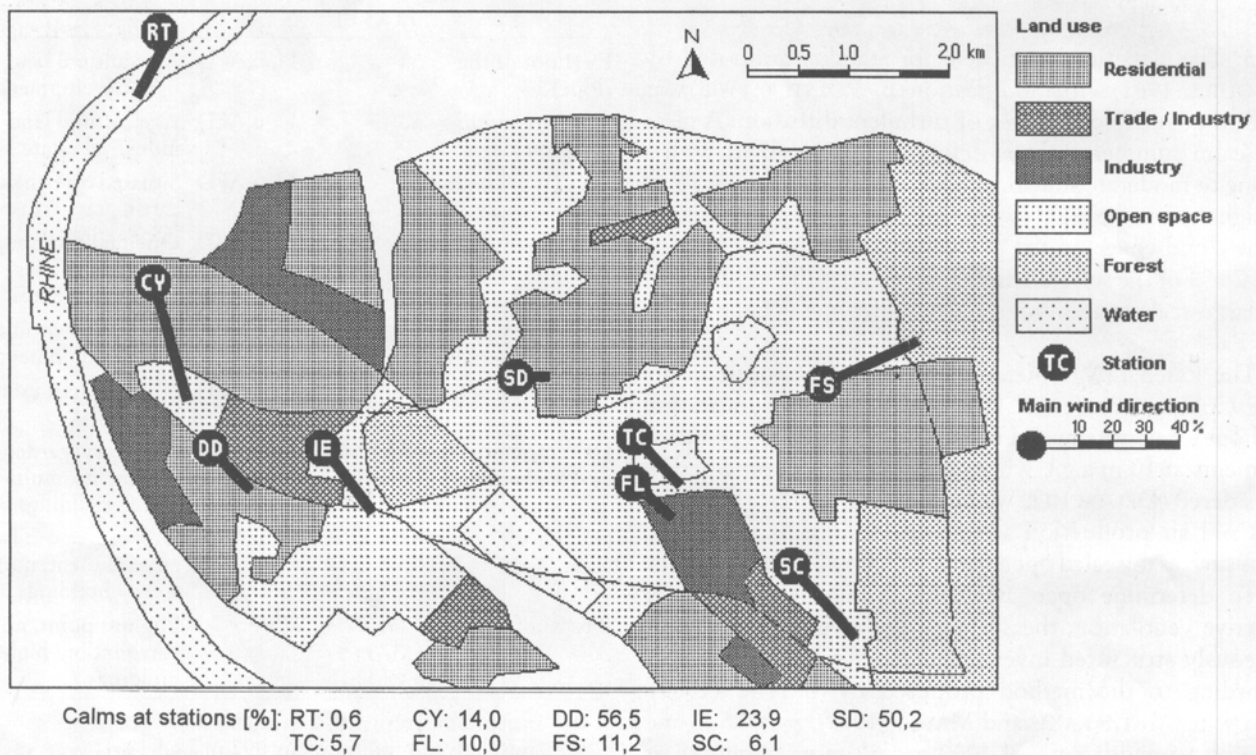 RT
N
0 0.5 1.0 2.0 km
RHINE
CY
SD
FS
DD
IE
TC
FL
SC
Land use
Residential
Trade / Industry
Industry
Open space
Forest
Water
TC Station
Main wind direction
10 20 30 40 %
Calms at stations [%]: RT: 0,6 CY: 14,0 DD: 56,5 IE: 23,9 SD: 50,2
TC: 5,7 FL: 10,0 FS: 11,2 SC: 6,1